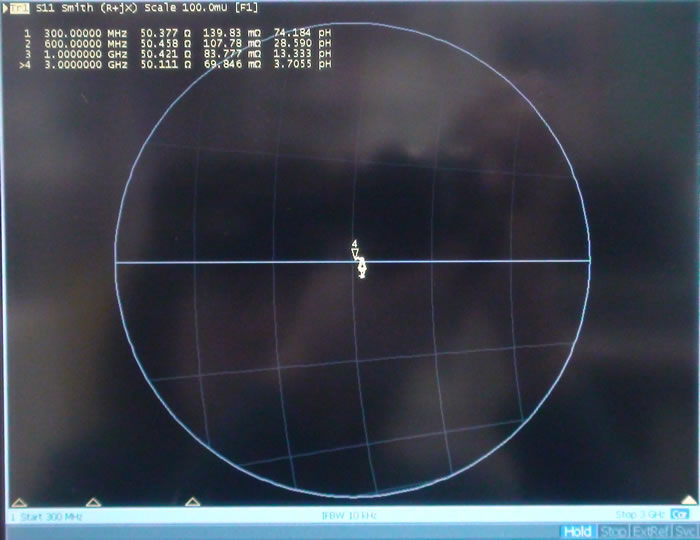 Tr1 S11 Smith (R+jX) Scale 100.0mU [F1]
1 300.00000 MHz 50.377 Ω 139.83 mΩ 74.184 pH
2 600.00000 MHz 50.458 Ω 107.78 mΩ 28.590 pH
3 1.0000000 GHz 50.421 Ω 83.777 mΩ 13.333 pH
>4 3.0000000 GHz 50.111 Ω 69.846 mΩ 3.7055 pH
4
1 Start 300 MHz IFBW 10 kHz Stop 3 GHz Cor
Hold Stop ExtRef Svc